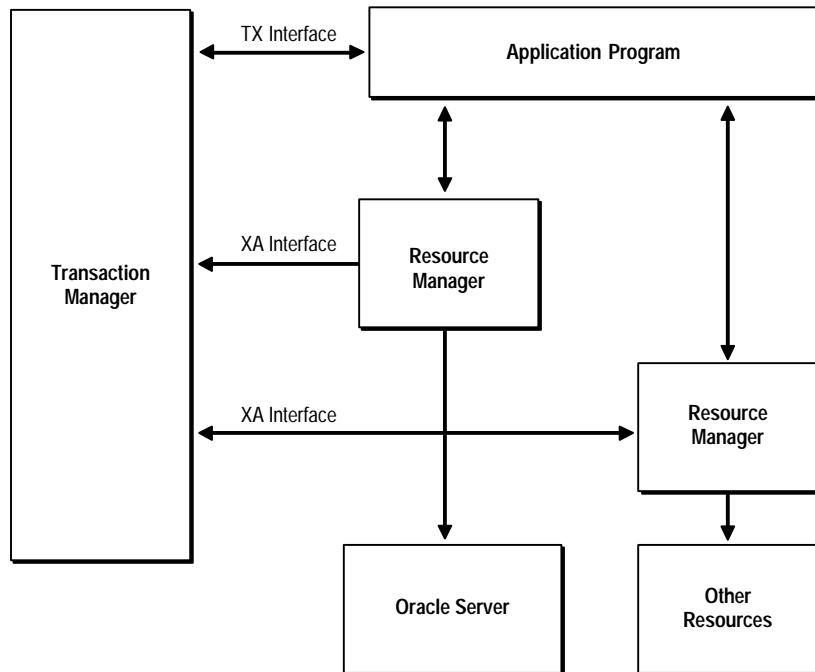 TX Interface
Application Program
XA Interface
Resource
Manager
Transaction
Manager
XA Interface
Resource
Manager
Oracle Server
Other
Resources